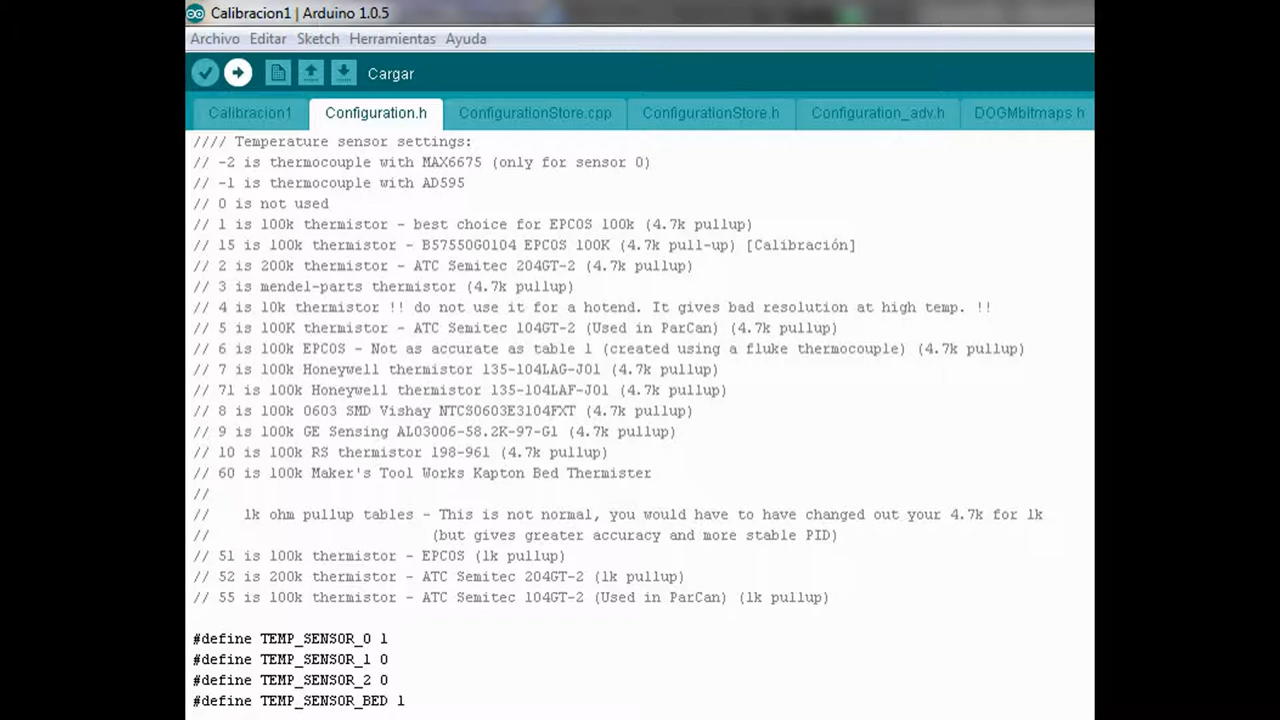 Calibracion1 | Arduino 1.0.5
Archivo Editar Sketch Herramientas Ayuda
Cargar
Calibracion1 Configuration.h ConfigurationStore.cpp ConfigurationStore.h Configuration_adv.h DOGMbitmaps h
//// Temperature sensor settings:
// -2 is thermocouple with MAX6675 (only for sensor 0)
// -1 is thermocouple with AD595
// 0 is not used
// 1 is 100k thermistor - best choice for EPCOS 100k (4.7k pullup)
// 15 is 100k thermistor - B57550G0104 EPCOS 100K (4.7k pull-up) [Calibración]
// 2 is 200k thermistor - ATC Semitec 204GT-2 (4.7k pullup)
// 3 is mendel-parts thermistor (4.7k pullup)
// 4 is 10k thermistor !! do not use it for a hotend. It gives bad resolution at high temp. !!
// 5 is 100K thermistor - ATC Semitec 104GT-2 (Used in ParCan) (4.7k pullup)
// 6 is 100k EPCOS - Not as accurate as table 1 (created using a fluke thermocouple) (4.7k pullup)
// 7 is 100k Honeywell thermistor 135-104LAG-J01 (4.7k pullup)
// 71 is 100k Honeywell thermistor 135-104LAF-J01 (4.7k pullup)
// 8 is 100k 0603 SMD Vishay NTCS0603E3104FXT (4.7k pullup)
// 9 is 100k GE Sensing AL03006-58.2K-97-G1 (4.7k pullup)
// 10 is 100k RS thermistor 198-961 (4.7k pullup)
// 60 is 100k Maker's Tool Works Kapton Bed Thermister
//
//    1k ohm pullup tables - This is not normal, you would have to have changed out your 4.7k for 1k
//                          (but gives greater accuracy and more stable PID)
// 51 is 100k thermistor - EPCOS (1k pullup)
// 52 is 200k thermistor - ATC Semitec 204GT-2 (1k pullup)
// 55 is 100k thermistor - ATC Semitec 104GT-2 (Used in ParCan) (1k pullup)
#define TEMP_SENSOR_0 1
#define TEMP_SENSOR_1 0
#define TEMP_SENSOR_2 0
#define TEMP_SENSOR_BED 1